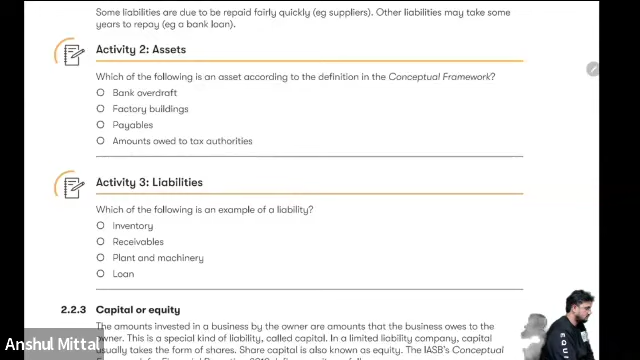 Some liabilities are due to be repaid fairly quickly (eg suppliers). Other liabilities may take some
years to repay (eg a bank loan).
Activity 2: Assets
Which of the following is an asset according to the definition in the Conceptual Framework?
Bank overdraft
Factory buildings
Payables
Amounts owed to tax authorities
Activity 3: Liabilities
Which of the following is an example of a liability?
Inventory
Receivables
Plant and machinery
Loan
2.2.3 Capital or equity
The amounts invested in a business by the owner are amounts that the business owes to the
owner. This is a special kind of liability, called capital. In a limited liability company, capital
usually takes the form of shares. Share capital is also known as equity. The IASB's Conceptual
Anshul Mittal